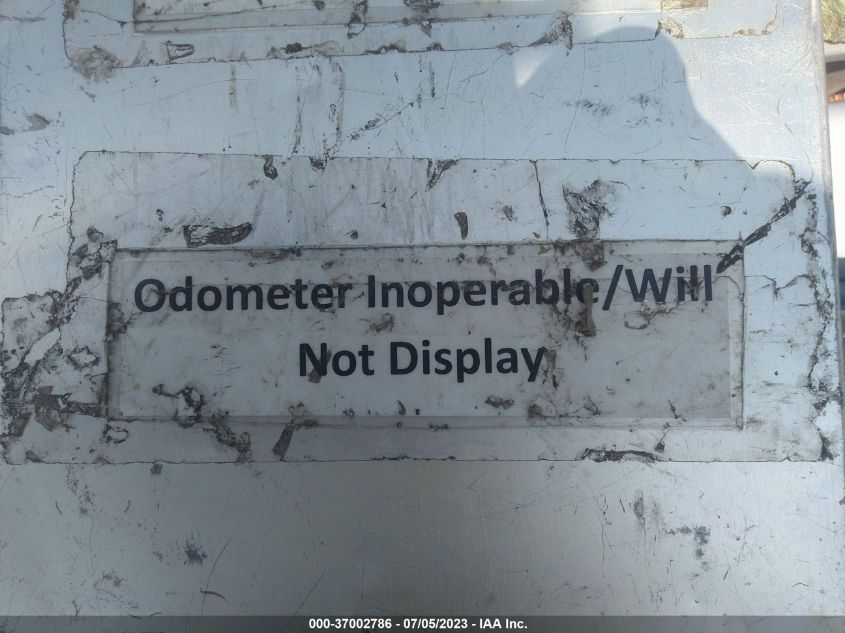 Odometer Inoperable/Will
Not Display
000-37002786 - 07/05/2023 - IAA Inc.